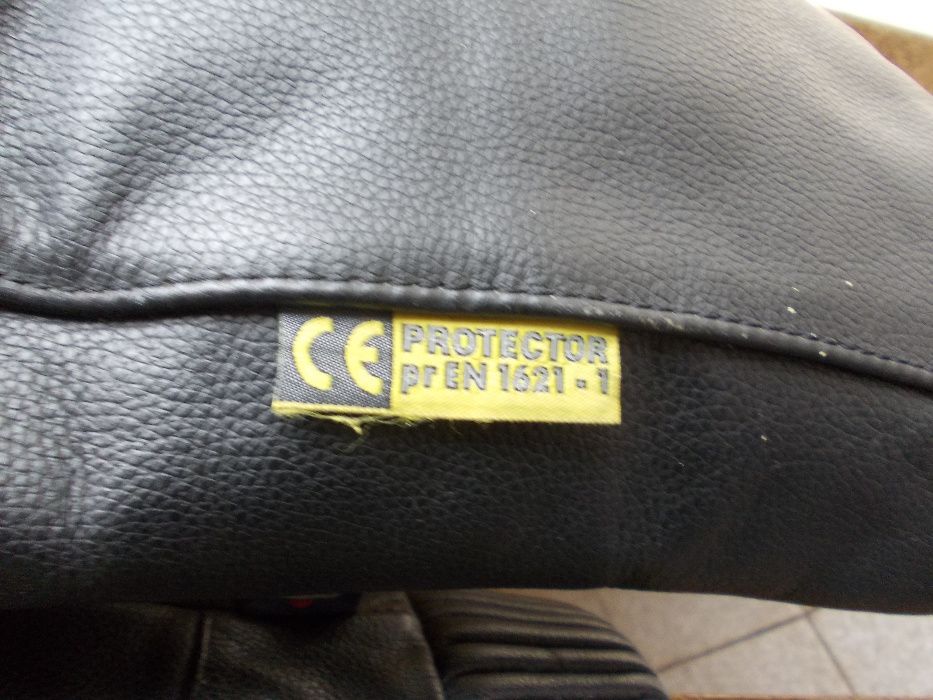 CE PROTECTOR
pr EN 1621 - 1